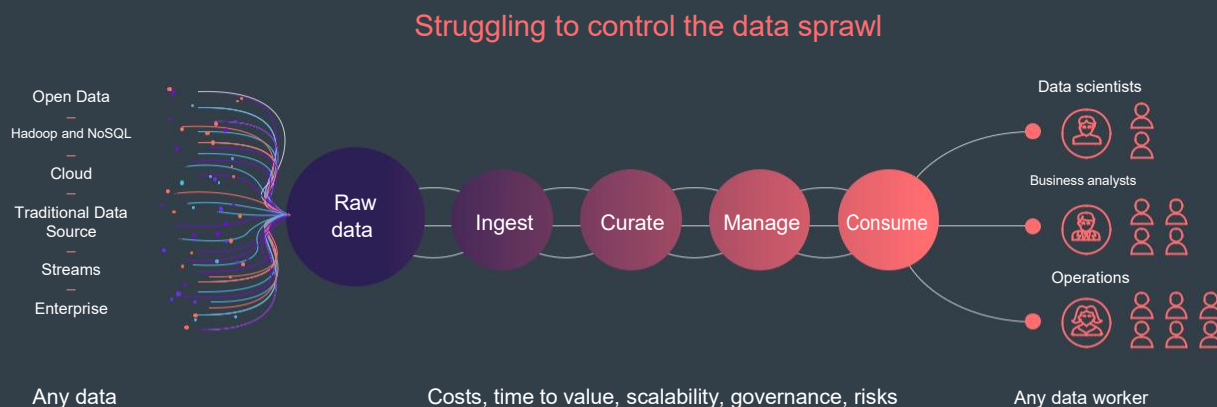 Struggling to control the data sprawl
Open Data
Hadoop and NoSQL
Cloud
Traditional Data
Source
Streams
Enterprise
Raw
data
Ingest
Curate
Manage
Consume
Data scientists
Business analysts
Operations
Any data
Costs, time to value, scalability, governance, risks
Any data worker